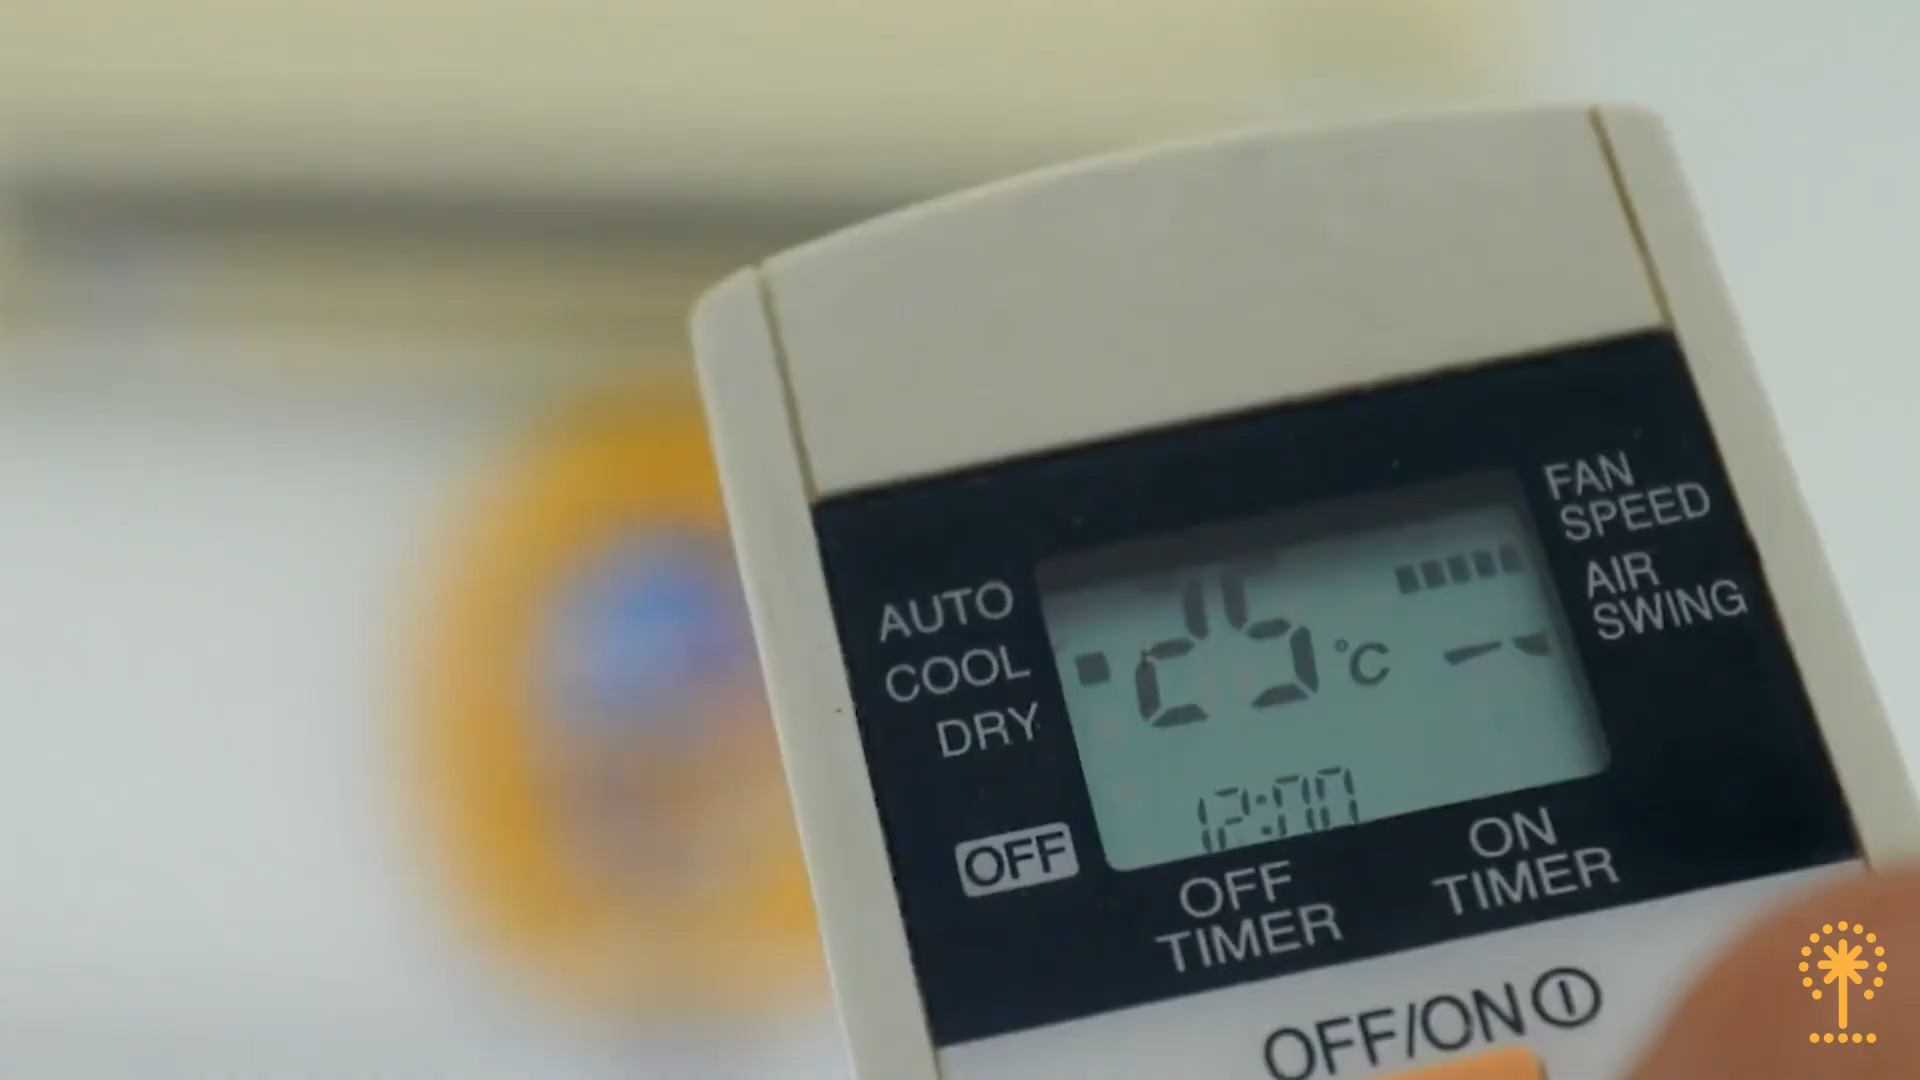 FAN
SPEED
AIR
SWING
AUTO
COOL
DRY
25 °C
12:00
OFF
OFF
TIMER
ON
TIMER
OFF/ON